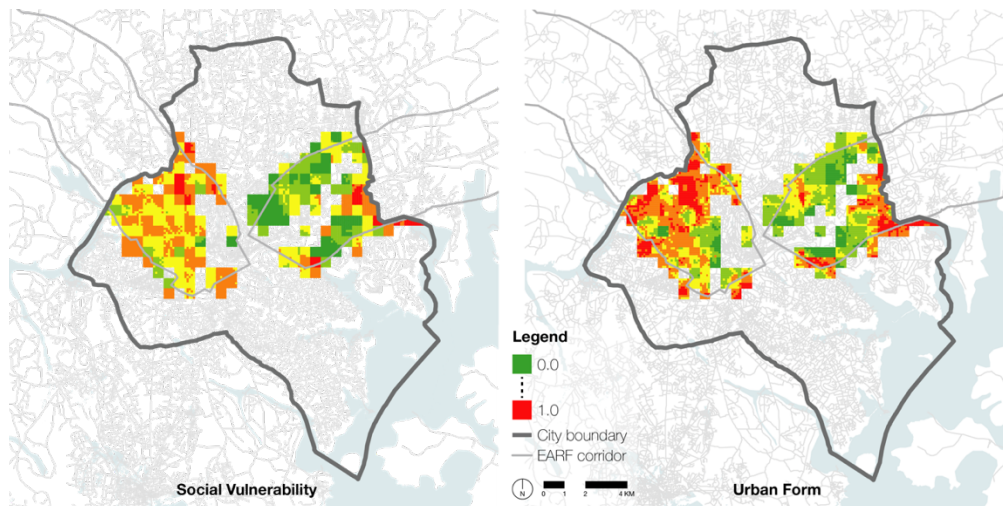 Legend
0.0
1.0
City boundary
EARF corridor
N
0 1 2 4 KM
Social Vulnerability
Urban Form